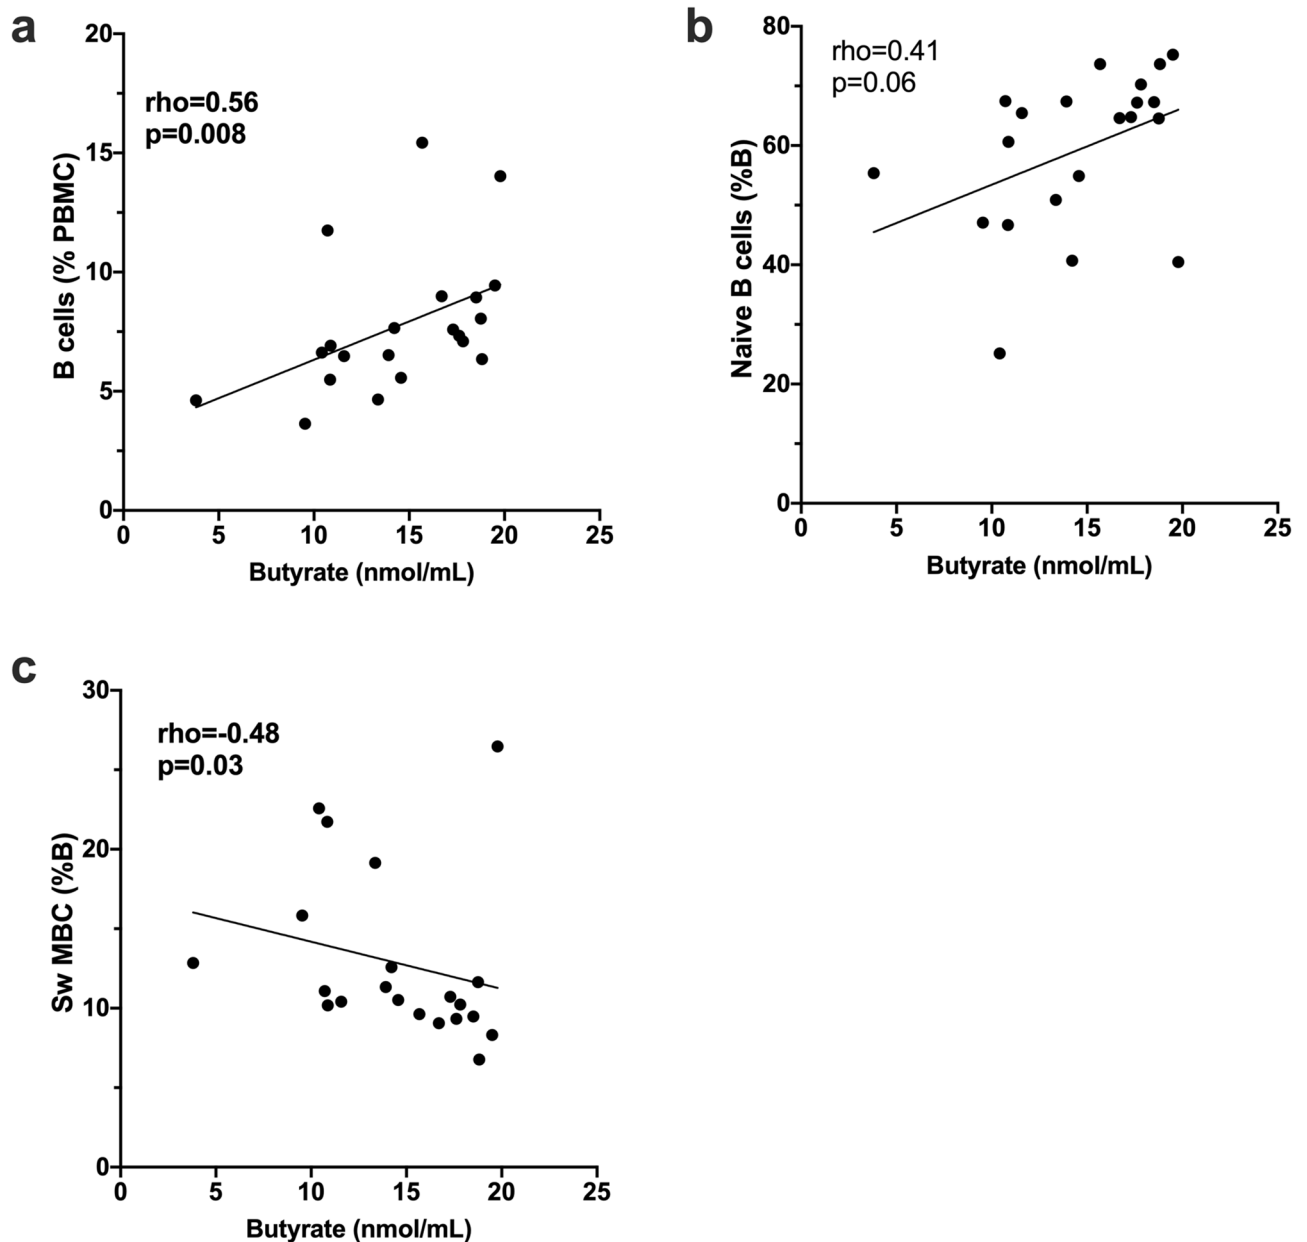 a
20
15
10
5
0
B cells (% PBMC)
rho=0.56
p=0.008
0 5 10 15 20 25
Butyrate (nmol/mL)
b
80
60
40
20
0
Naive B cells (%B)
rho=0.41
p=0.06
0 5 10 15 20 25
Butyrate (nmol/mL)
c
30
20
10
0
Sw MBC (%B)
rho=-0.48
p=0.03
0 5 10 15 20 25
Butyrate (nmol/mL)